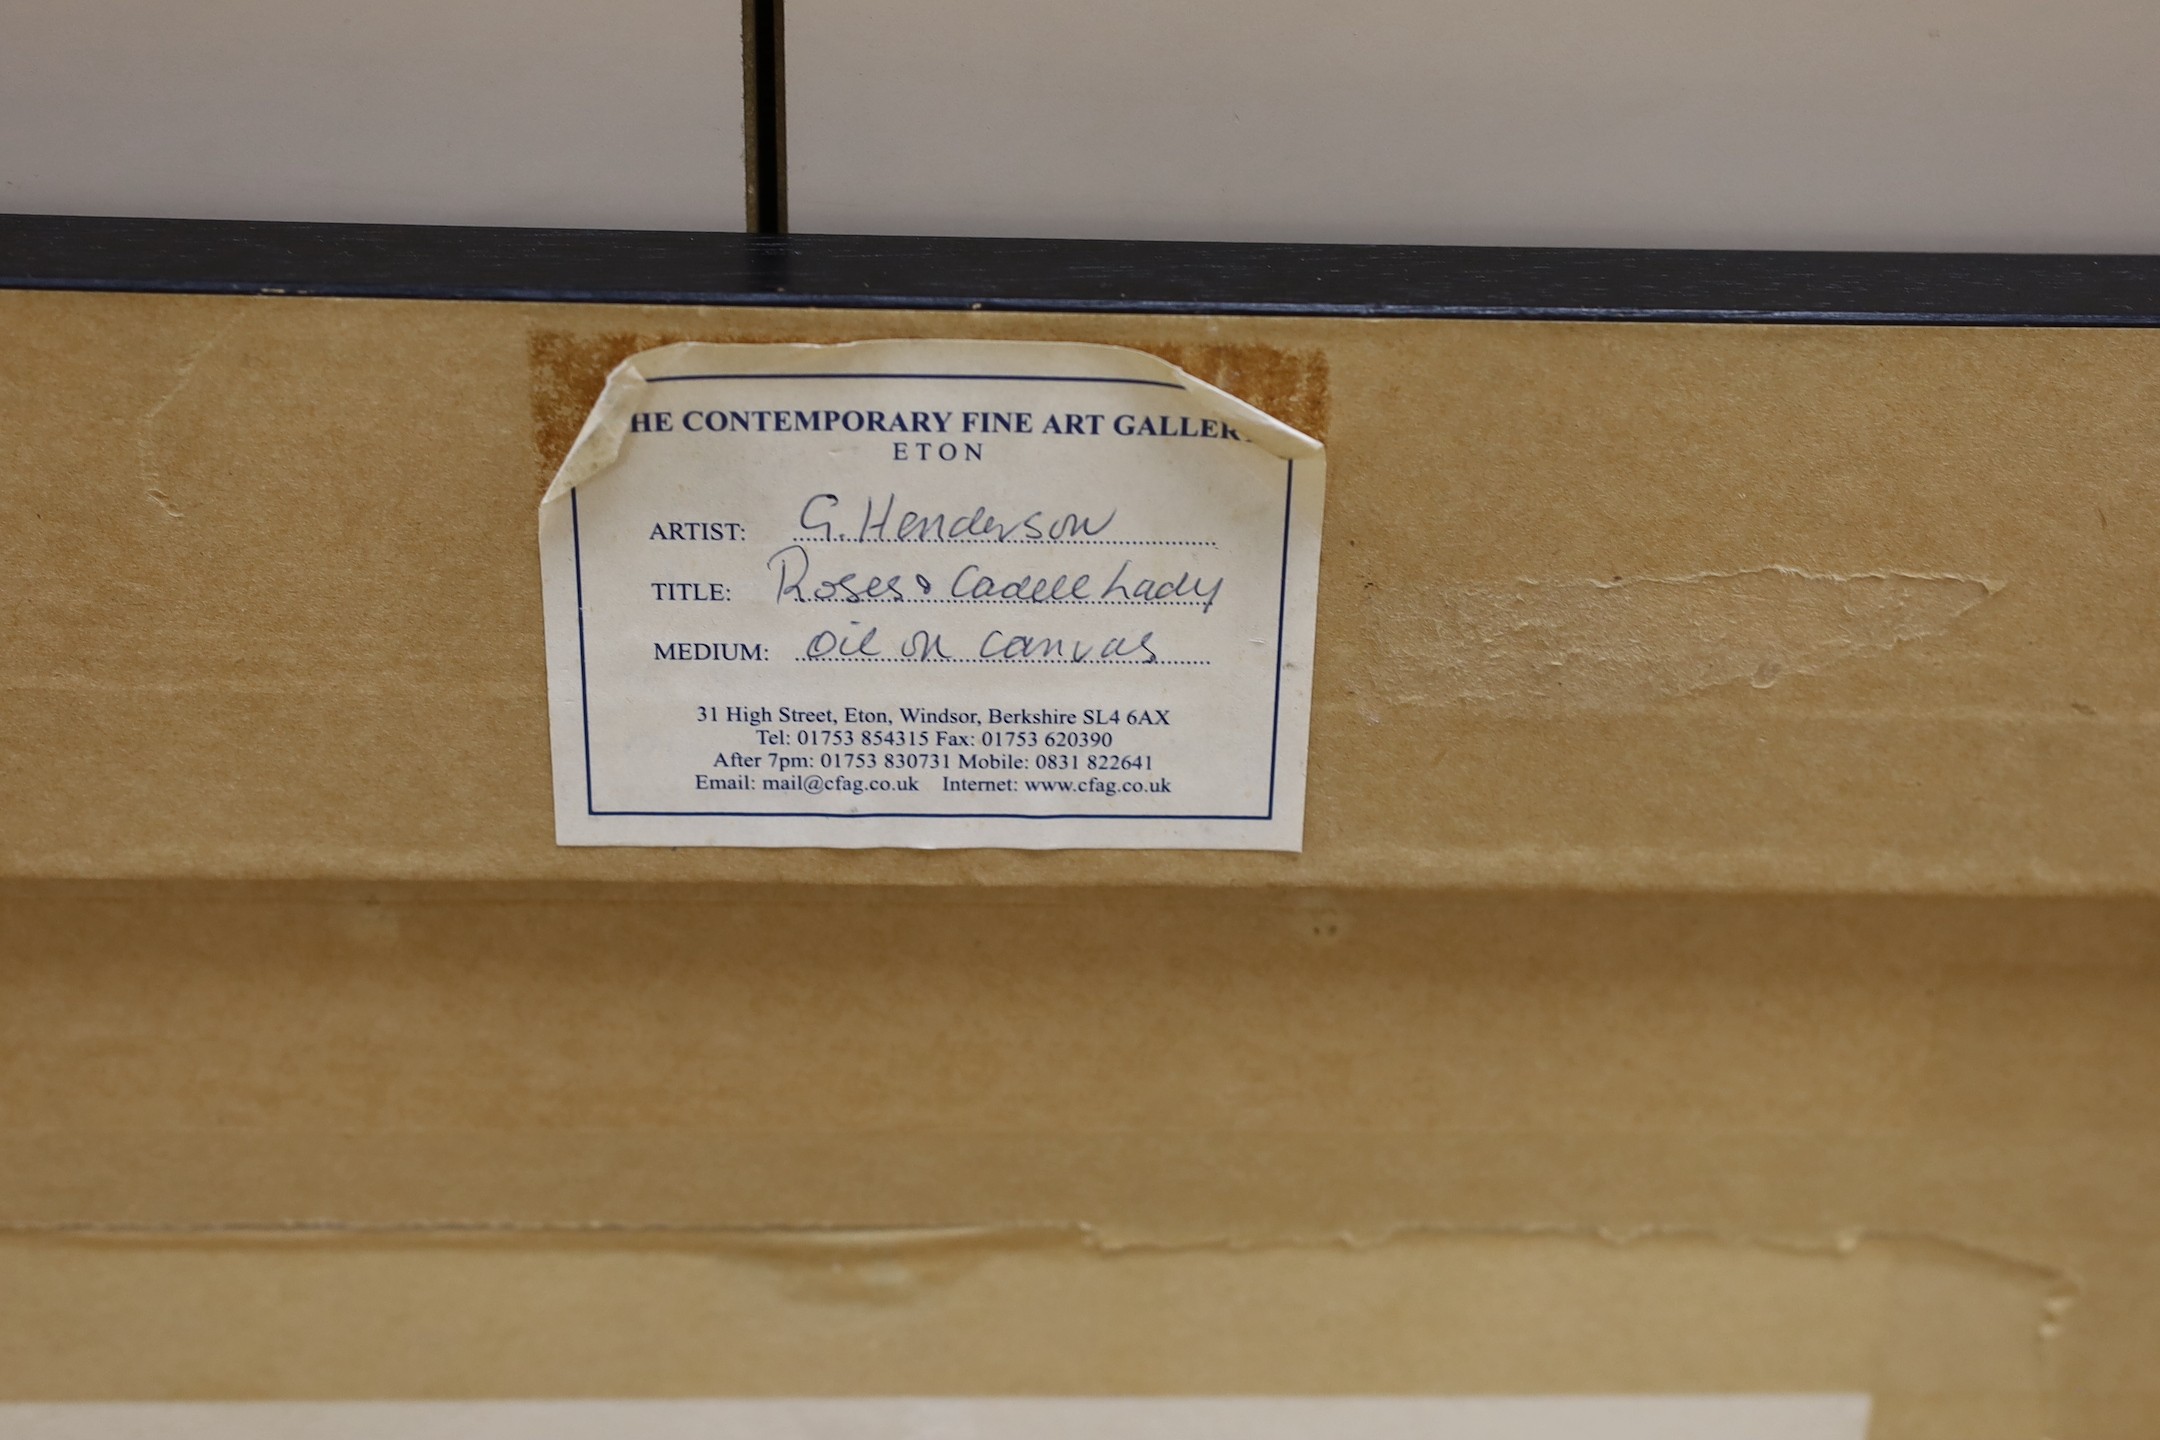 HE CONTEMPORARY FINE ART GALLER
ETON
ARTIST: G. Henderson
TITLE: Roses & Cadell Lady
MEDIUM: Oil on Canvas
31 High Street, Eton, Windsor, Berkshire SL4 6AX
Tel: 01753 854315 Fax: 01753 620390
After 7pm: 01753 830731 Mobile: 0831 822641
Email: mail@cfag.co.uk Internet: www.cfag.co.uk